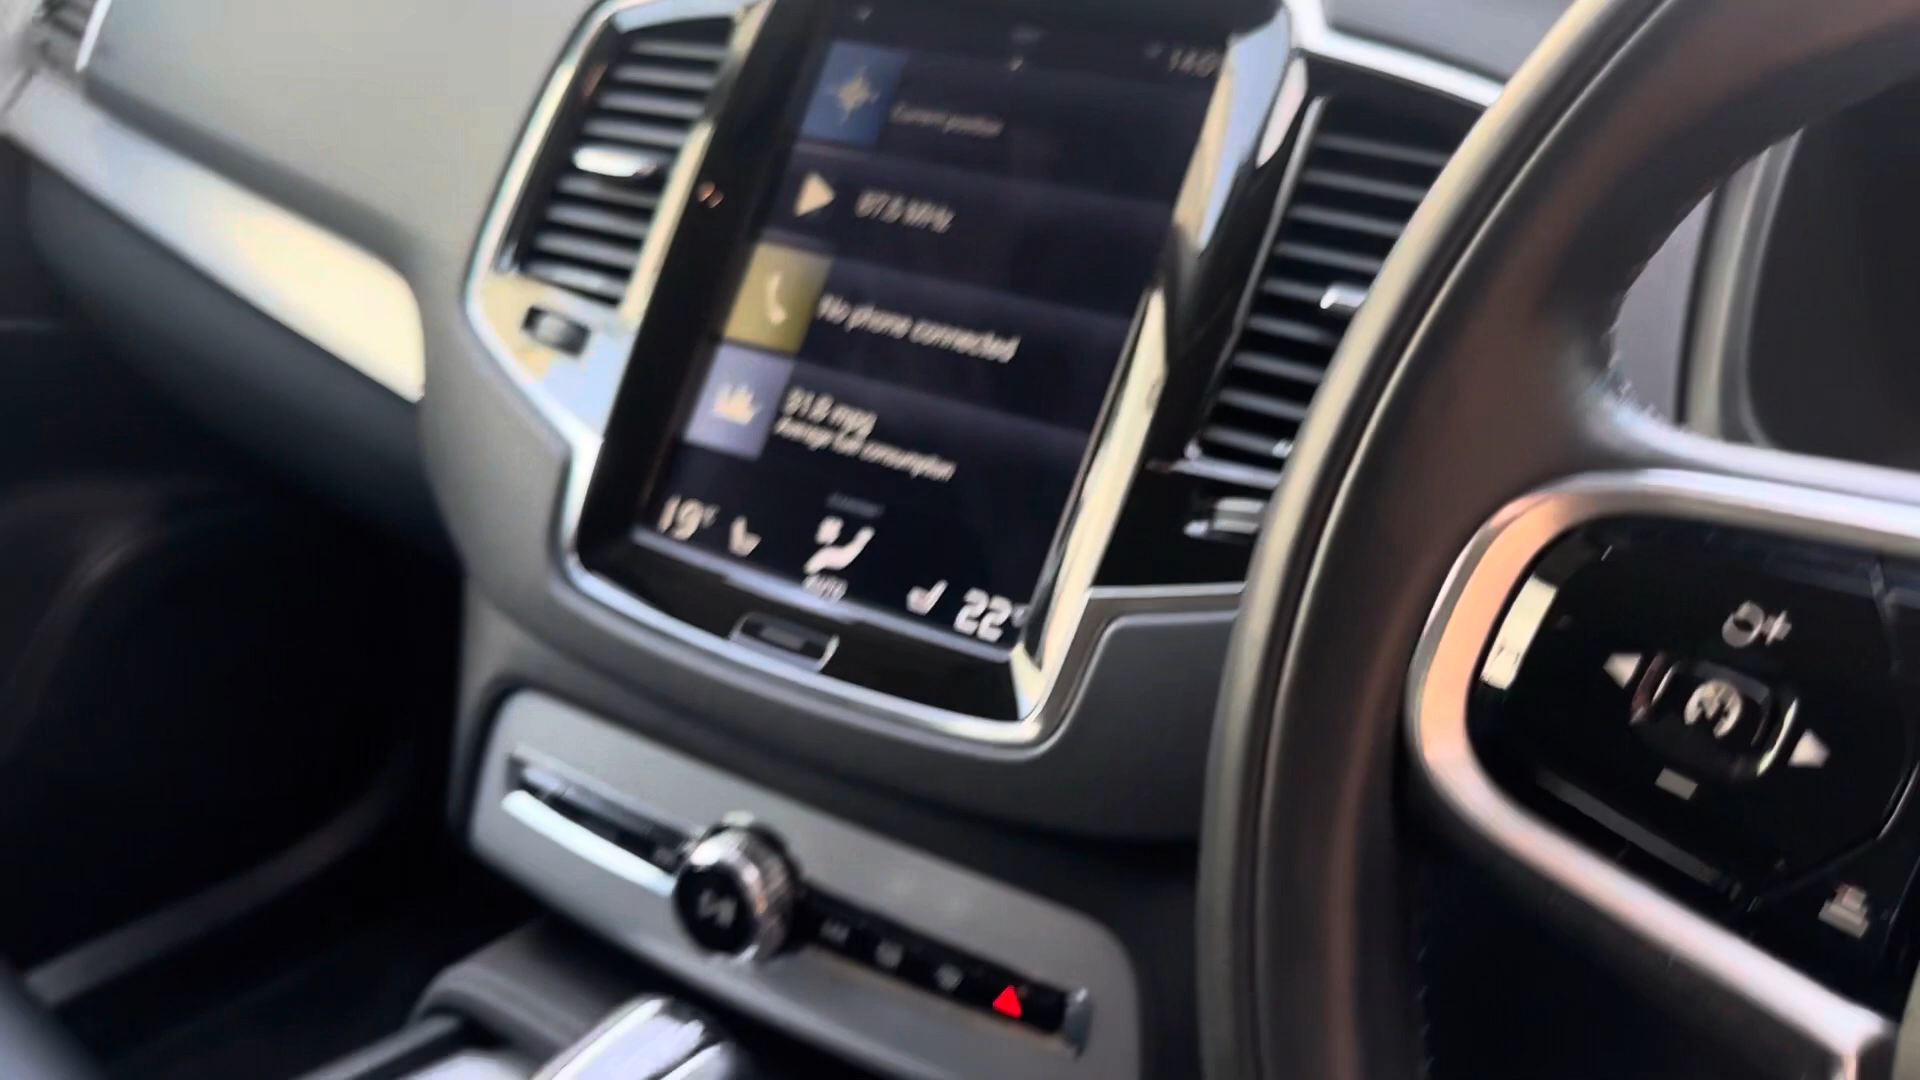 Current position
87.5 MHz
No phone connected
31.8 mpg
Average fuel consumption
19°
22°
AUTO